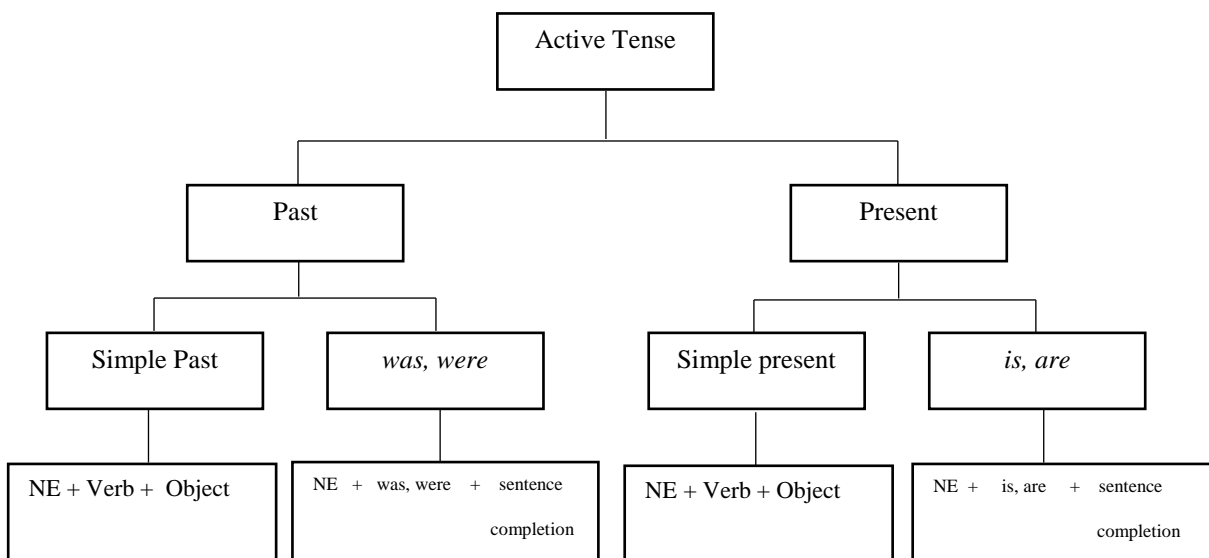 Active Tense
Past
Present
Simple Past
was, were
Simple present
is, are
NE + Verb + Object
NE + was, were + sentence
completion
NE + Verb + Object
NE + is, are + sentence
completion